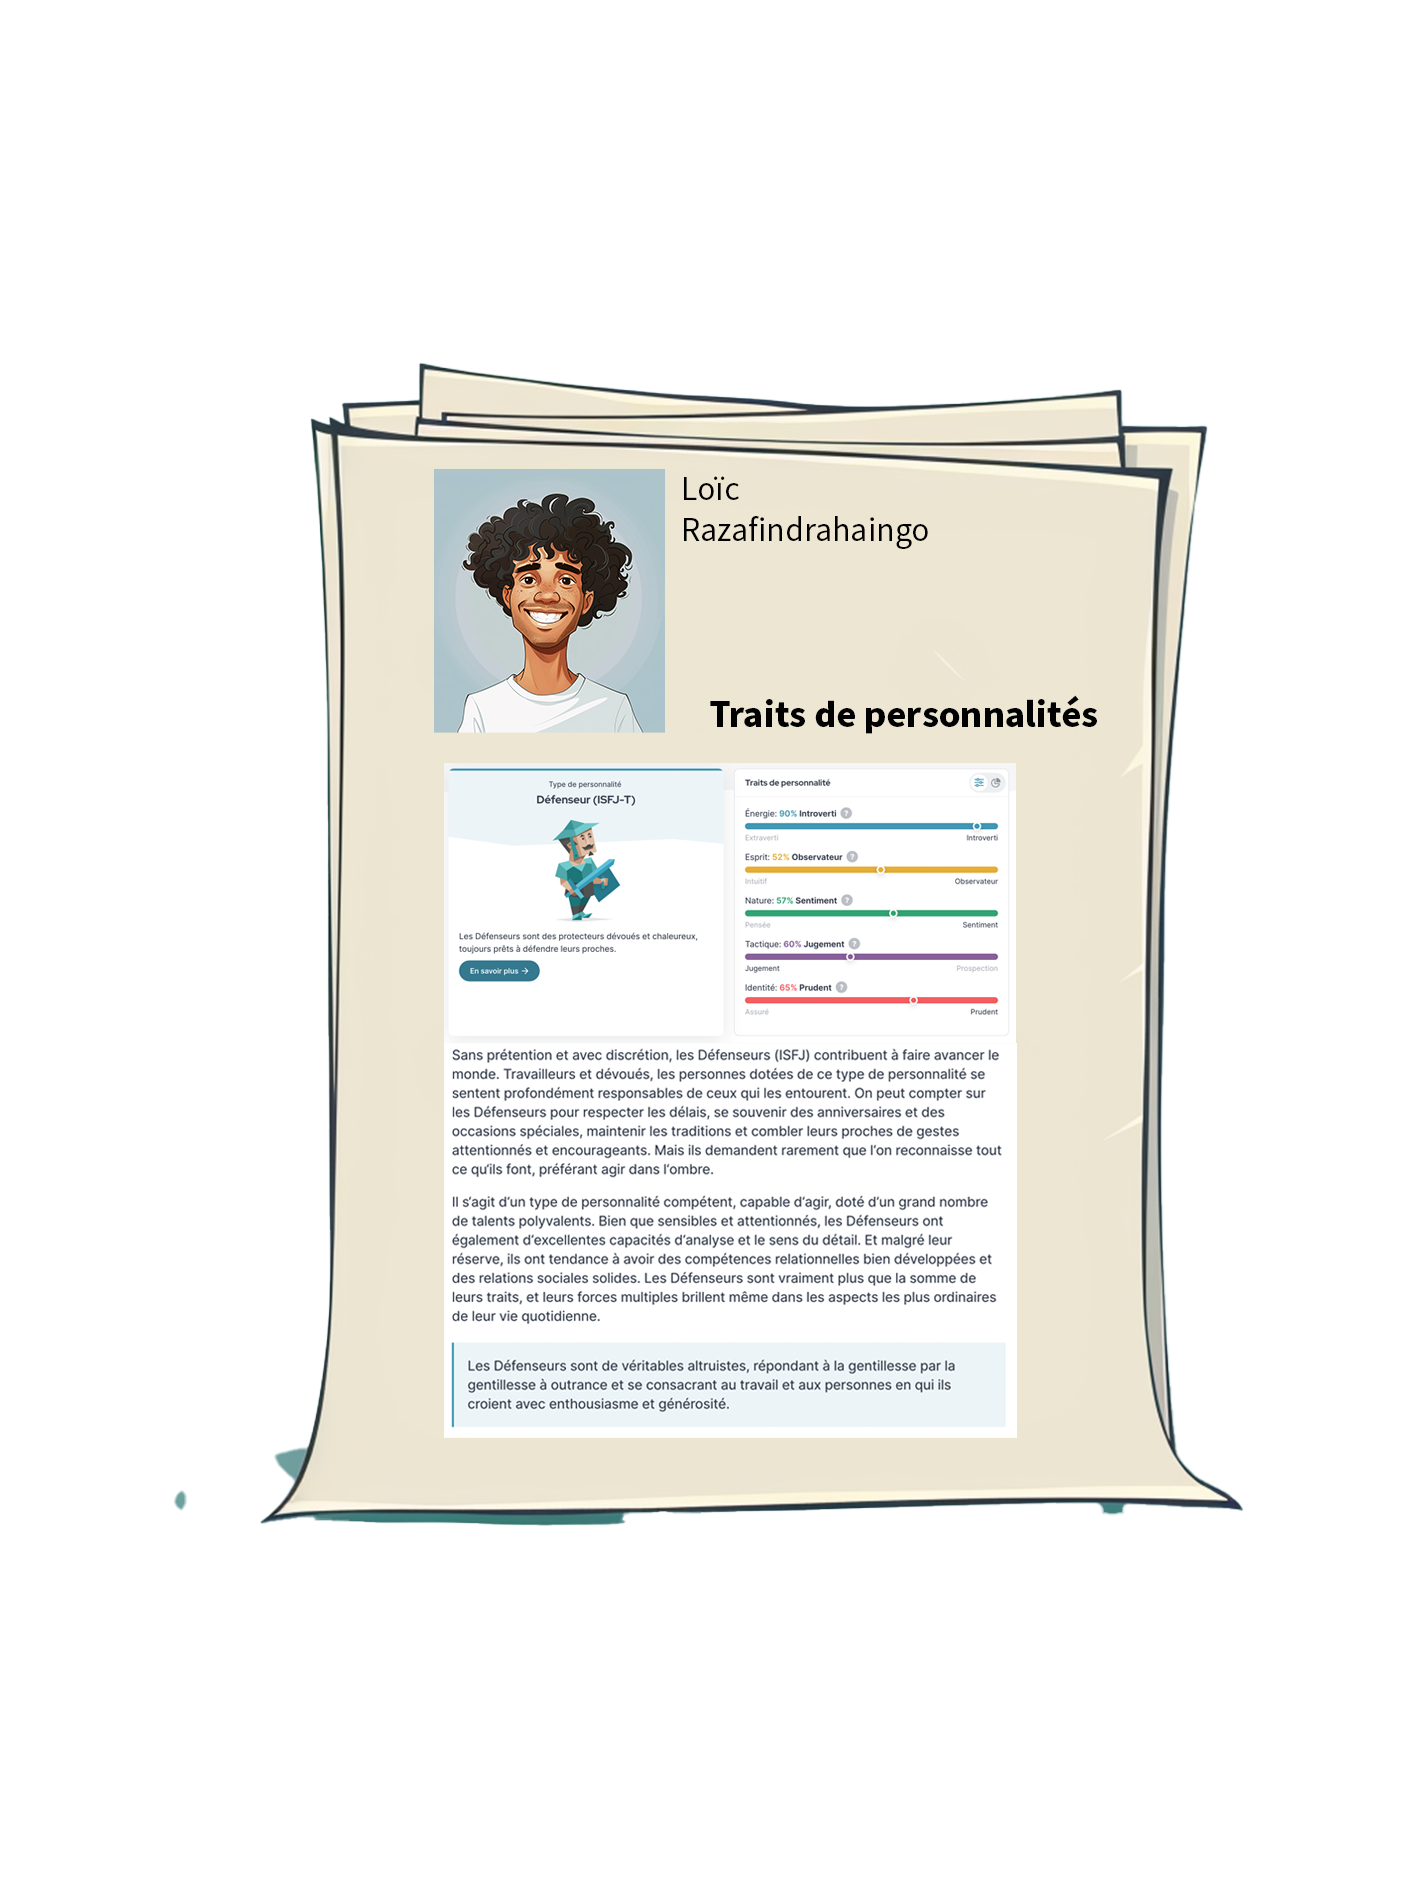 Loïc
Razafindrahaingo
Traits de personnalités
Type de personnalité
Défenseur (ISFJ-T)
Les Défenseurs sont des protecteurs dévoués et chaleureux,
toujours prêts à défendre leurs proches.
En savoir plus →
Traits de personnalité
Énergie: 90% Introverti ?
Extraverti Introverti
Esprit: 52% Observateur ?
Intuitif Observateur
Nature: 57% Sentiment ?
Pensée Sentiment
Tactique: 60% Jugement ?
Jugement Prospection
Identité: 65% Prudent ?
Assuré Prudent
Sans prétention et avec discrétion, les Défenseurs (ISFJ) contribuent à faire avancer le
monde. Travailleurs et dévoués, les personnes dotées de ce type de personnalité se
sentent profondément responsables de ceux qui les entourent. On peut compter sur
les Défenseurs pour respecter les délais, se souvenir des anniversaires et des
occasions spéciales, maintenir les traditions et combler leurs proches de gestes
attentionnés et encourageants. Mais ils demandent rarement que l'on reconnaisse tout
ce qu'ils font, préférant agir dans l'ombre.
Il s'agit d'un type de personnalité compétent, capable d'agir, doté d'un grand nombre
de talents polyvalents. Bien que sensibles et attentionnés, les Défenseurs ont
également d'excellentes capacités d'analyse et le sens du détail. Et malgré leur
réserve, ils ont tendance à avoir des compétences relationnelles bien développées et
des relations sociales solides. Les Défenseurs sont vraiment plus que la somme de
leurs traits, et leurs forces multiples brillent même dans les aspects les plus ordinaires
de leur vie quotidienne.
Les Défenseurs sont de véritables altruistes, répondant à la gentillesse par la
gentillesse à outrance et se consacrant au travail et aux personnes en qui ils
croient avec enthousiasme et générosité.